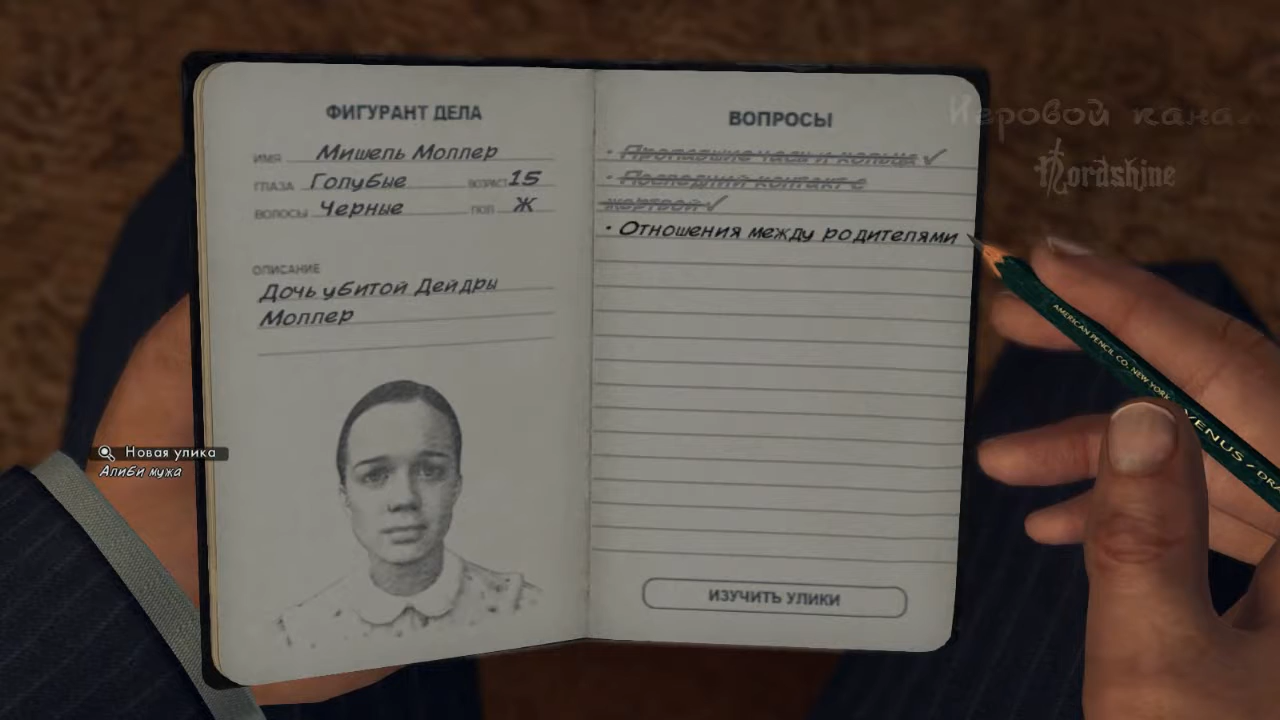 ФИГУРАНТ ДЕЛА
ИМЯ Мишель Моллер
ГЛАЗА Голубые ВОЗРАСТ 15
ВОЛОСЫ Черные ПОЛ Ж
ОПИСАНИЕ
Дочь убитой Дейдры
Моллер
Новая улика
Алиби мужа
ВОПРОСЫ
· Пропавшие часы и кольцо ✓
· Последний контакт с
жертвой ✓
· Отношения между родителями
ИЗУЧИТЬ УЛИКИ
Игровой кана
Nordshine
AMERICAN PENCIL CO. NEW YORK
VENUS / DRA